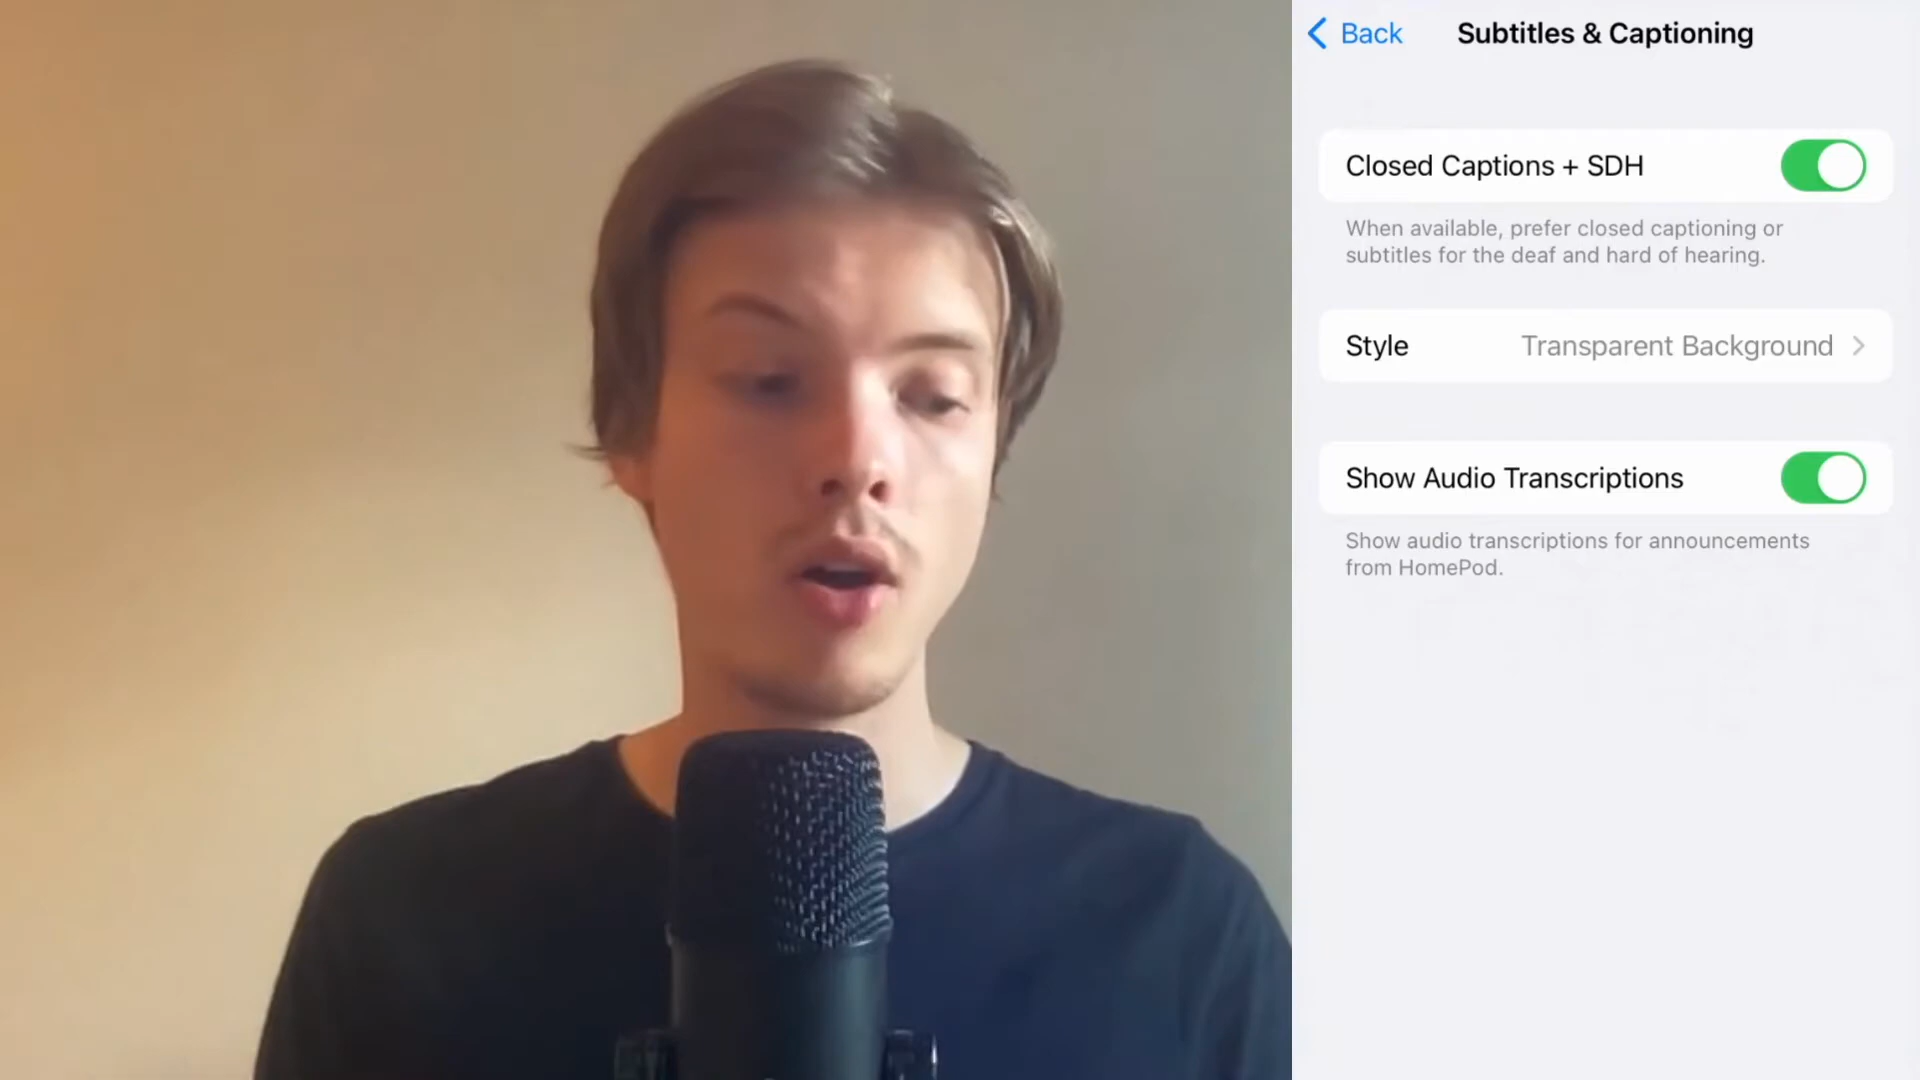 Back
Subtitles & Captioning
Closed Captions + SDH
When available, prefer closed captioning or
subtitles for the deaf and hard of hearing.
Style Transparent Background
Show Audio Transcriptions
Show audio transcriptions for announcements
from HomePod.